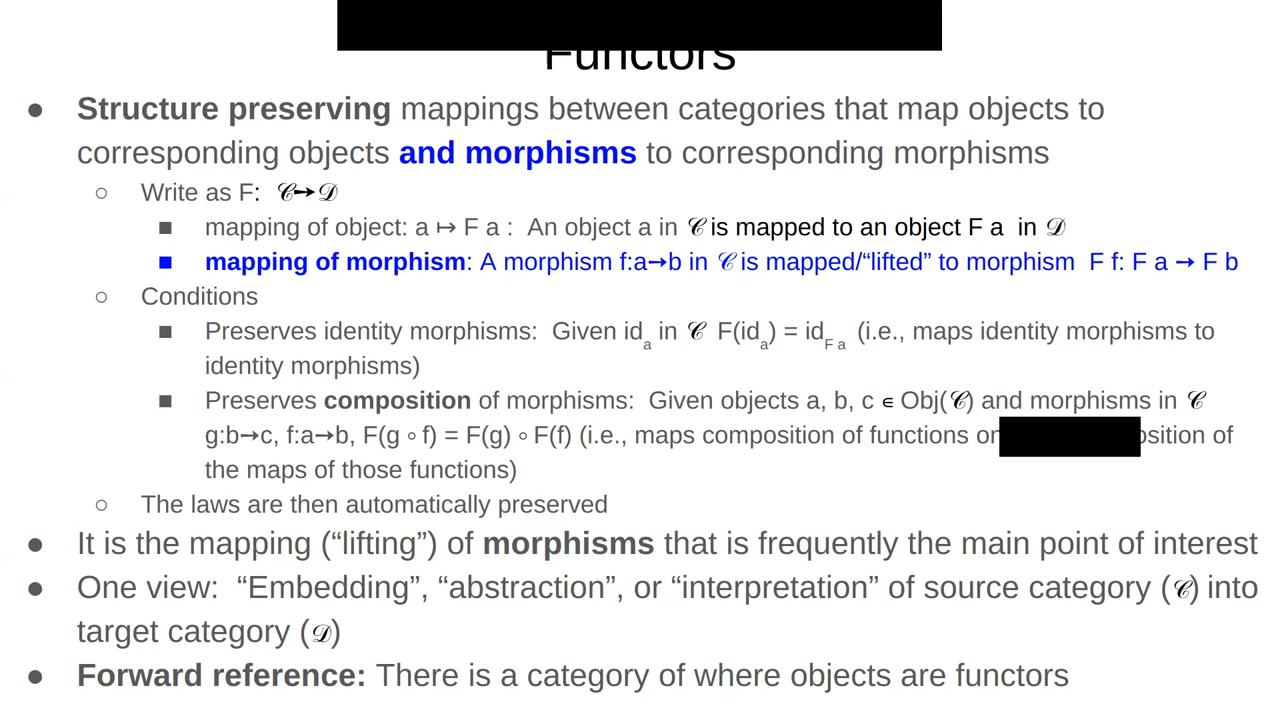 Functors
● Structure preserving mappings between categories that map objects to
corresponding objects and morphisms to corresponding morphisms
○ Write as F: 𝒞➙𝒟
■ mapping of object: a ↦ F a : An object a in 𝒞 is mapped to an object F a in 𝒟
■ mapping of morphism: A morphism f:a➙b in 𝒞 is mapped/“lifted” to morphism F f: F a ➙ F b
○ Conditions
■ Preserves identity morphisms: Given id_a in 𝒞 F(id_a) = id_F a (i.e., maps identity morphisms to
identity morphisms)
■ Preserves composition of morphisms: Given objects a, b, c ∊ Obj(𝒞) and morphisms in 𝒞
g:b➙c, f:a➙b, F(g ∘ f) = F(g) ∘ F(f) (i.e., maps composition of functions of
the maps of those functions)
○ The laws are then automatically preserved
● It is the mapping (“lifting”) of morphisms that is frequently the main point of interest
● One view: “Embedding”, “abstraction”, or “interpretation” of source category (𝒞) into
target category (𝒟)
● Forward reference: There is a category of where objects are functors